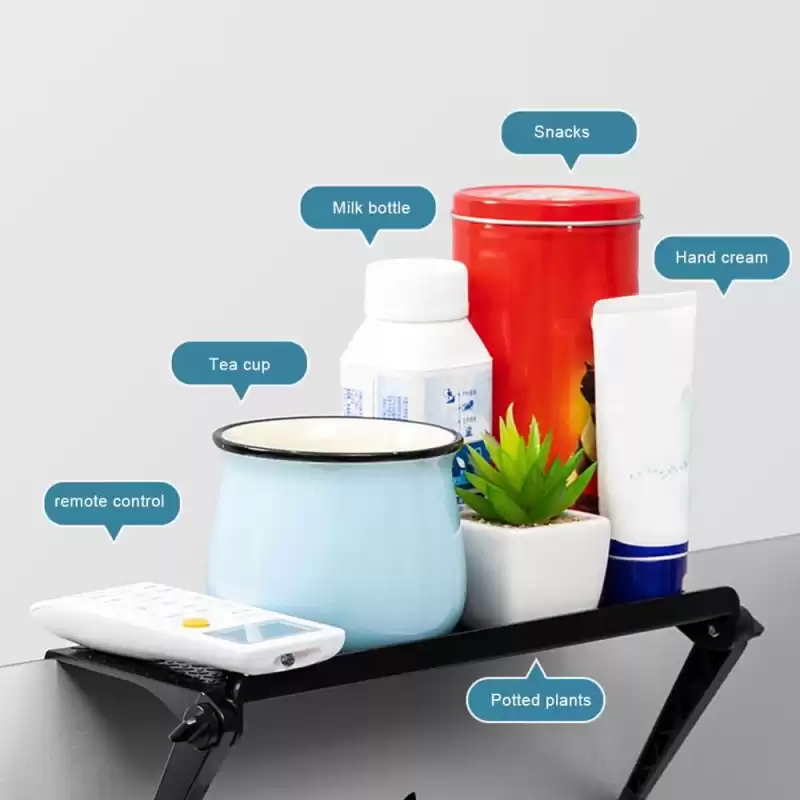 Snacks
Milk bottle
Hand cream
Tea cup
remote control
Potted plants